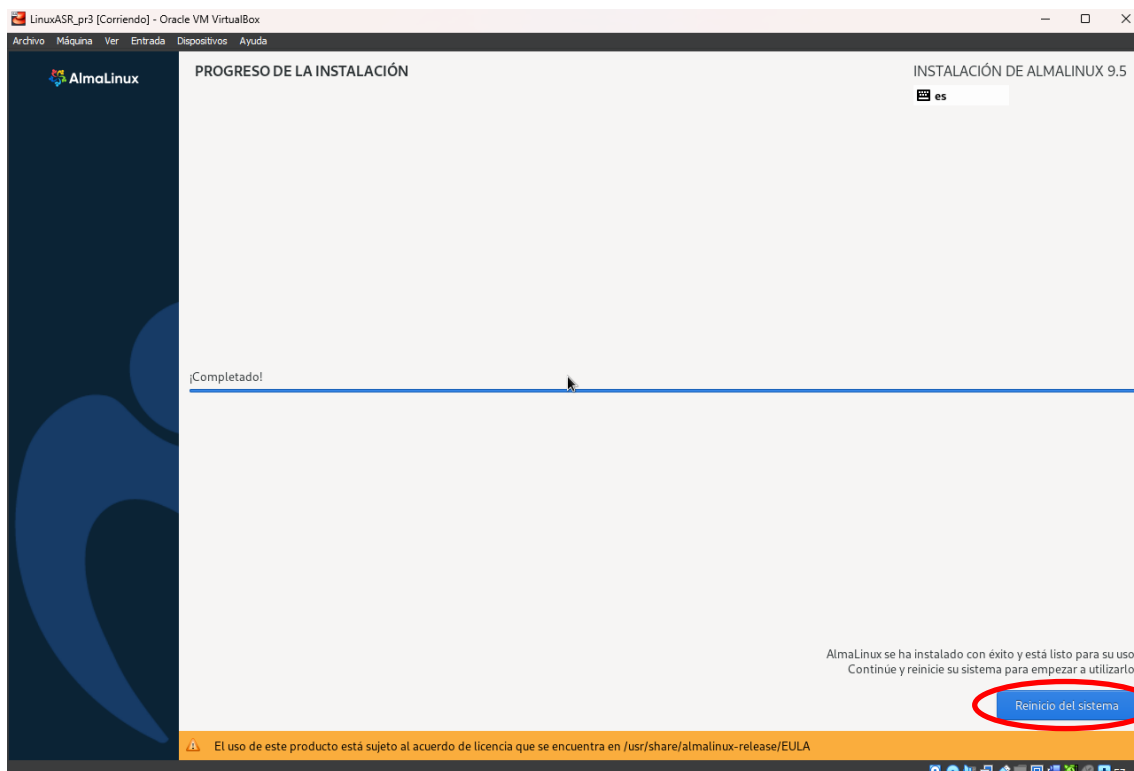 LinuxASR_pr3 [Corriendo] - Oracle VM VirtualBox
Archivo Máquina Ver Entrada Dispositivos Ayuda
AlmaLinux
PROGRESO DE LA INSTALACIÓN
INSTALACIÓN DE ALMALINUX 9.5
es
¡Completado!
AlmaLinux se ha instalado con éxito y está listo para su uso
Continúe y reinicie su sistema para empezar a utilizarlo
Reinicio del sistema
El uso de este producto está sujeto al acuerdo de licencia que se encuentra en /usr/share/almalinux-release/EULA